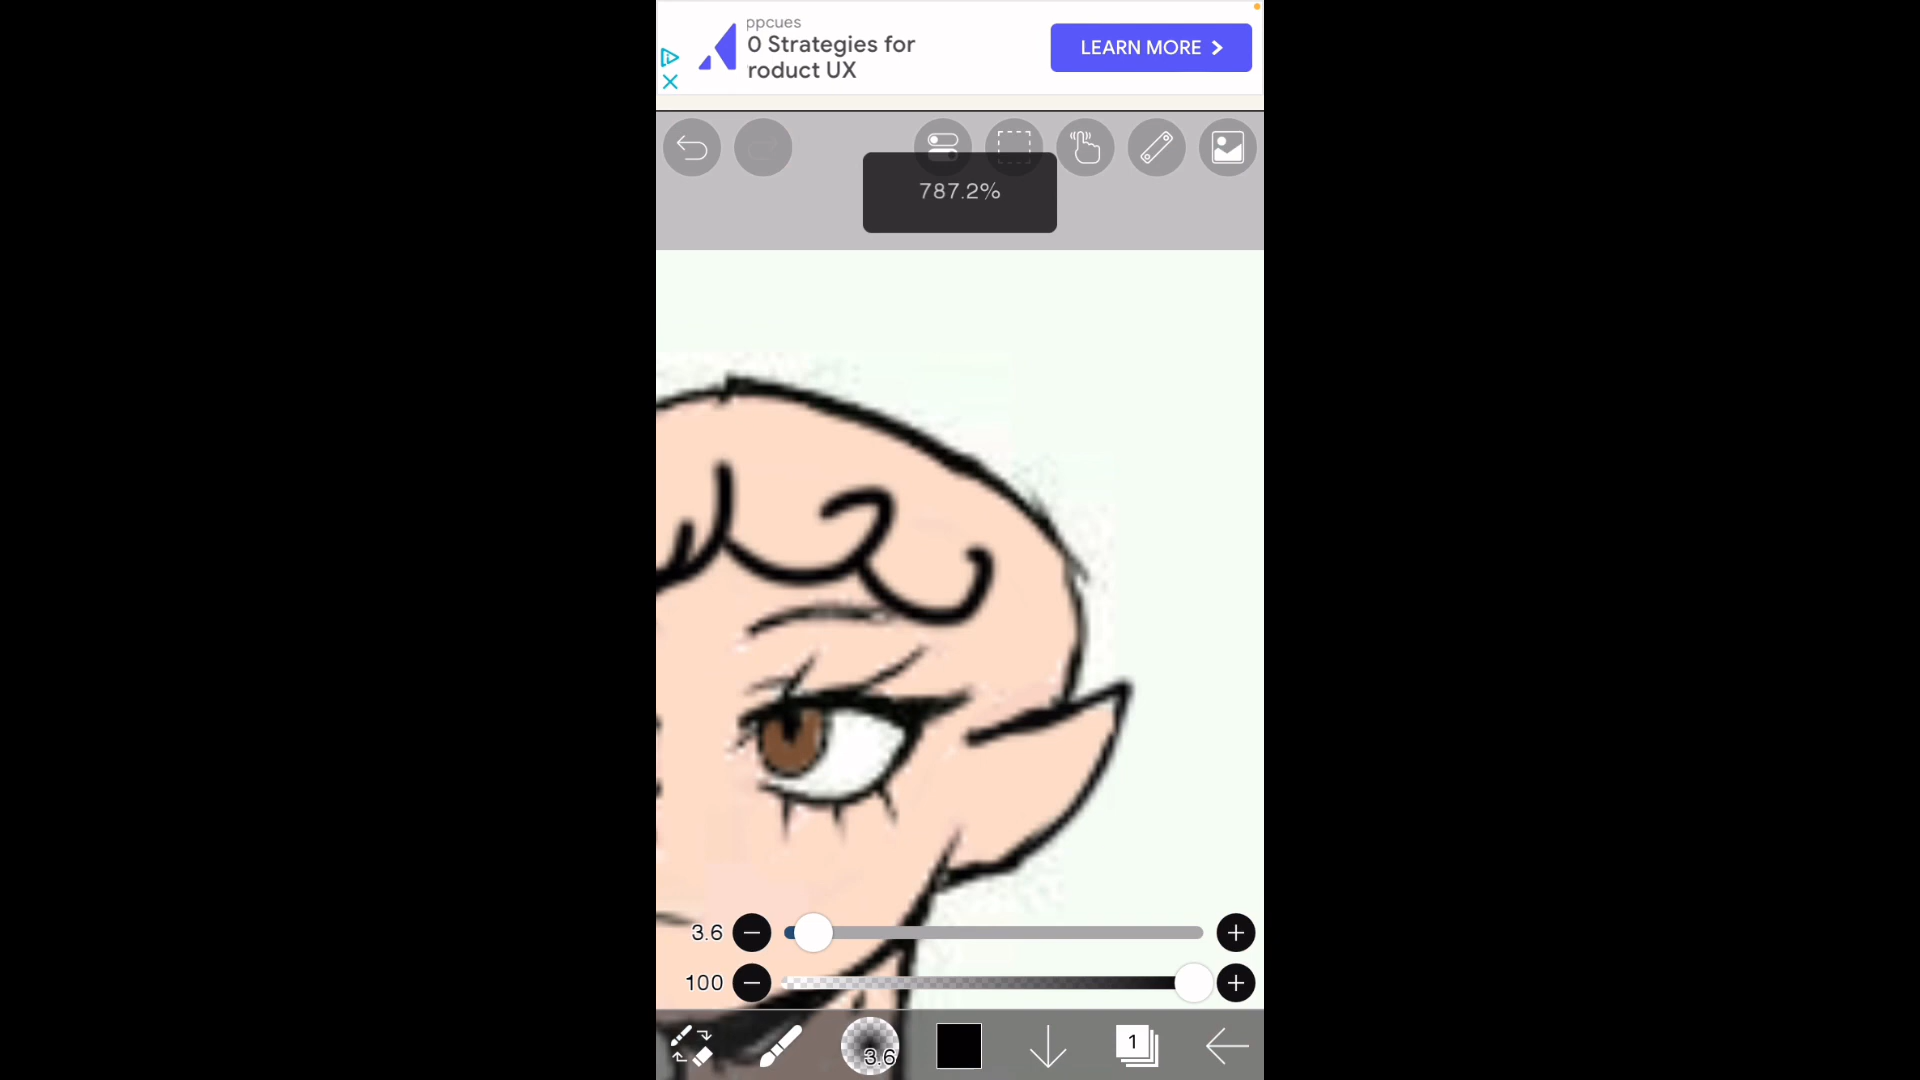 ppcues
0 Strategies for
roduct UX
LEARN MORE
787.2%
3.6
100
3.6
1